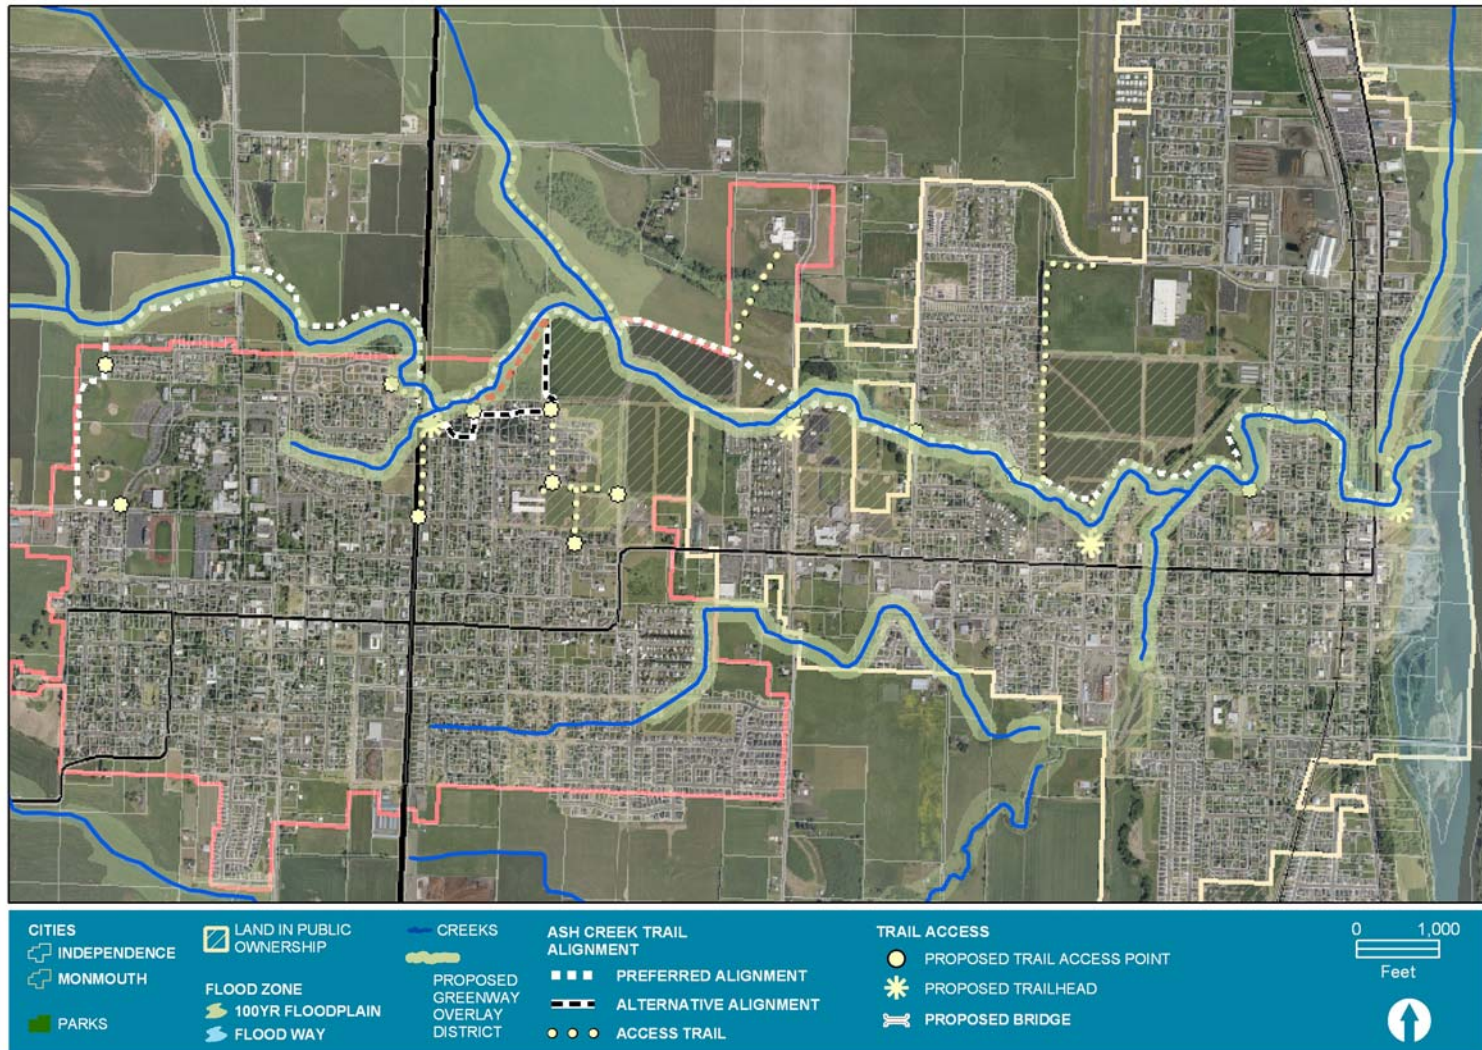 CITIES
INDEPENDENCE
MONMOUTH
PARKS
LAND IN PUBLIC
OWNERSHIP
FLOOD ZONE
100YR FLOODPLAIN
FLOOD WAY
CREEKS
PROPOSED
GREENWAY
OVERLAY
DISTRICT
ASH CREEK TRAIL
ALIGNMENT
PREFERRED ALIGNMENT
ALTERNATIVE ALIGNMENT
ACCESS TRAIL
TRAIL ACCESS
PROPOSED TRAIL ACCESS POINT
PROPOSED TRAILHEAD
PROPOSED BRIDGE
0 1,000
Feet